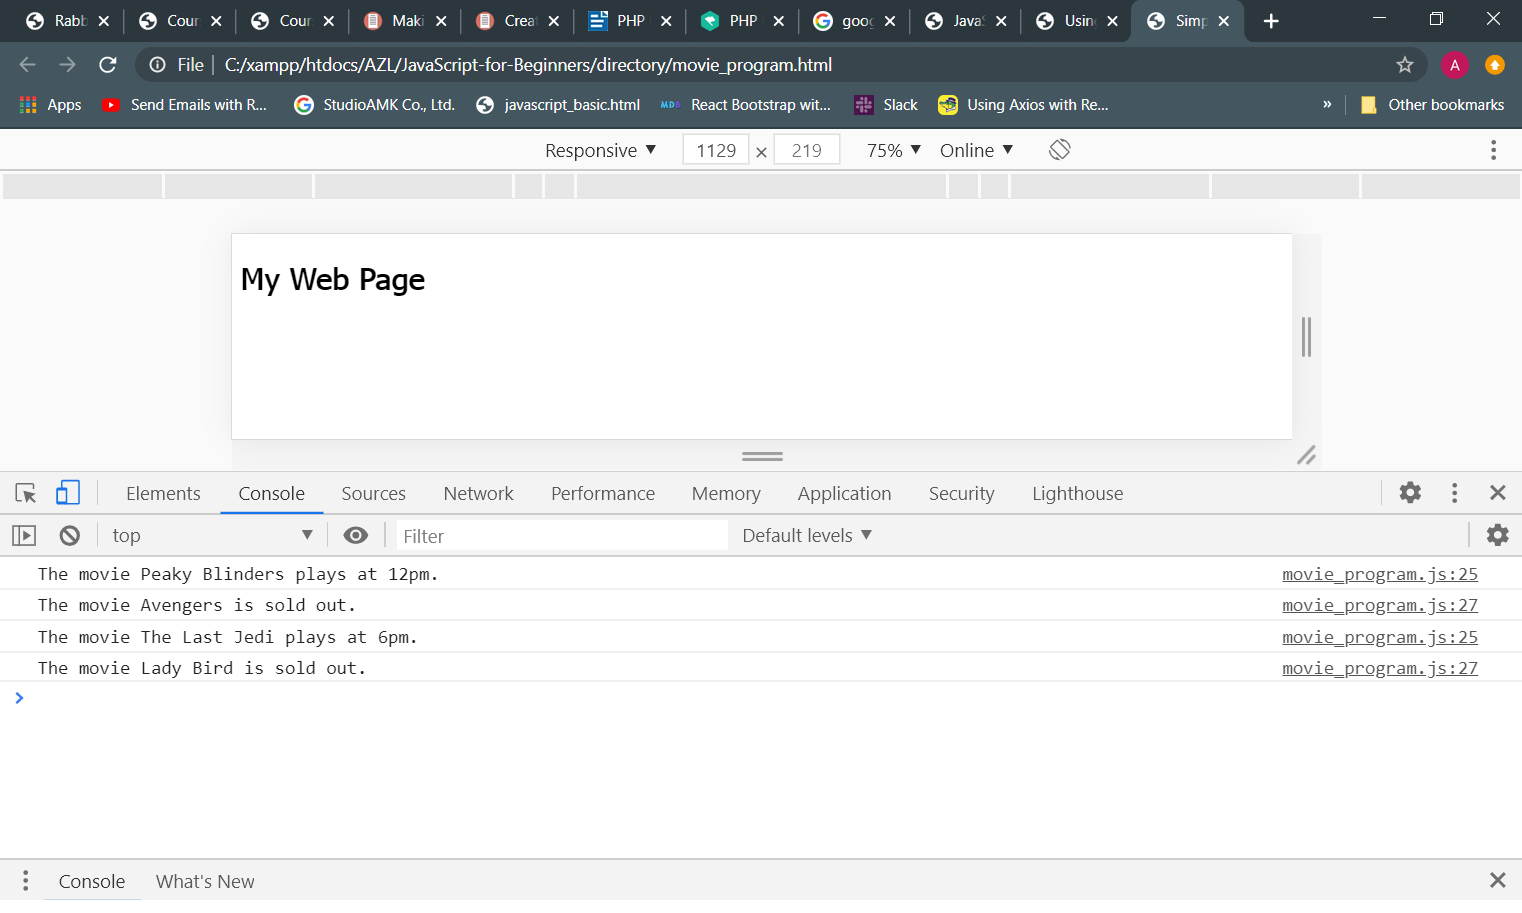 Rabb Cour Cour Maki Crea PHP PHP goog JavaS Using Simp
File C:/xampp/htdocs/AZL/JavaScript-for-Beginners/directory/movie_program.html A
Apps Send Emails with R... StudioAMK Co., Ltd. javascript_basic.html MDB React Bootstrap wit... Slack Using Axios with Re... » Other bookmarks
Responsive ▼ 1129 × 219 75% ▼ Online ▼
My Web Page
Elements Console Sources Network Performance Memory Application Security Lighthouse
top ▼ Filter Default levels ▼
The movie Peaky Blinders plays at 12pm. movie_program.js:25
The movie Avengers is sold out. movie_program.js:27
The movie The Last Jedi plays at 6pm. movie_program.js:25
The movie Lady Bird is sold out. movie_program.js:27
Console What's New